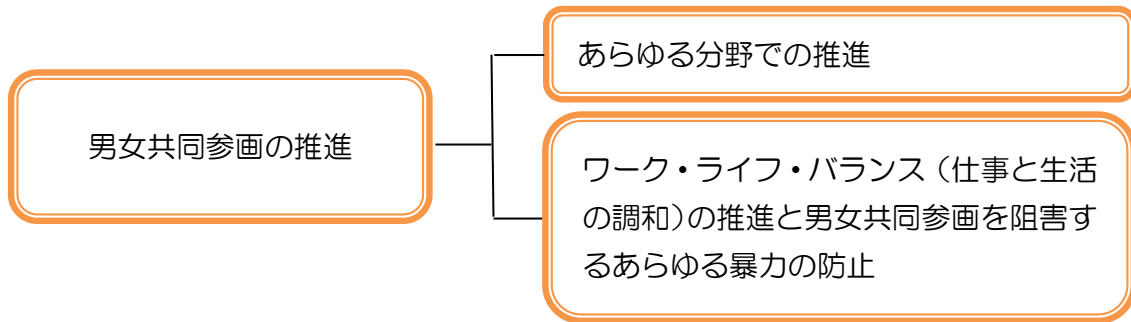 男女共同参画の推進
あらゆる分野での推進
ワーク・ライフ・バランス（仕事と生活
の調和）の推進と男女共同参画を阻害す
るあらゆる暴力の防止